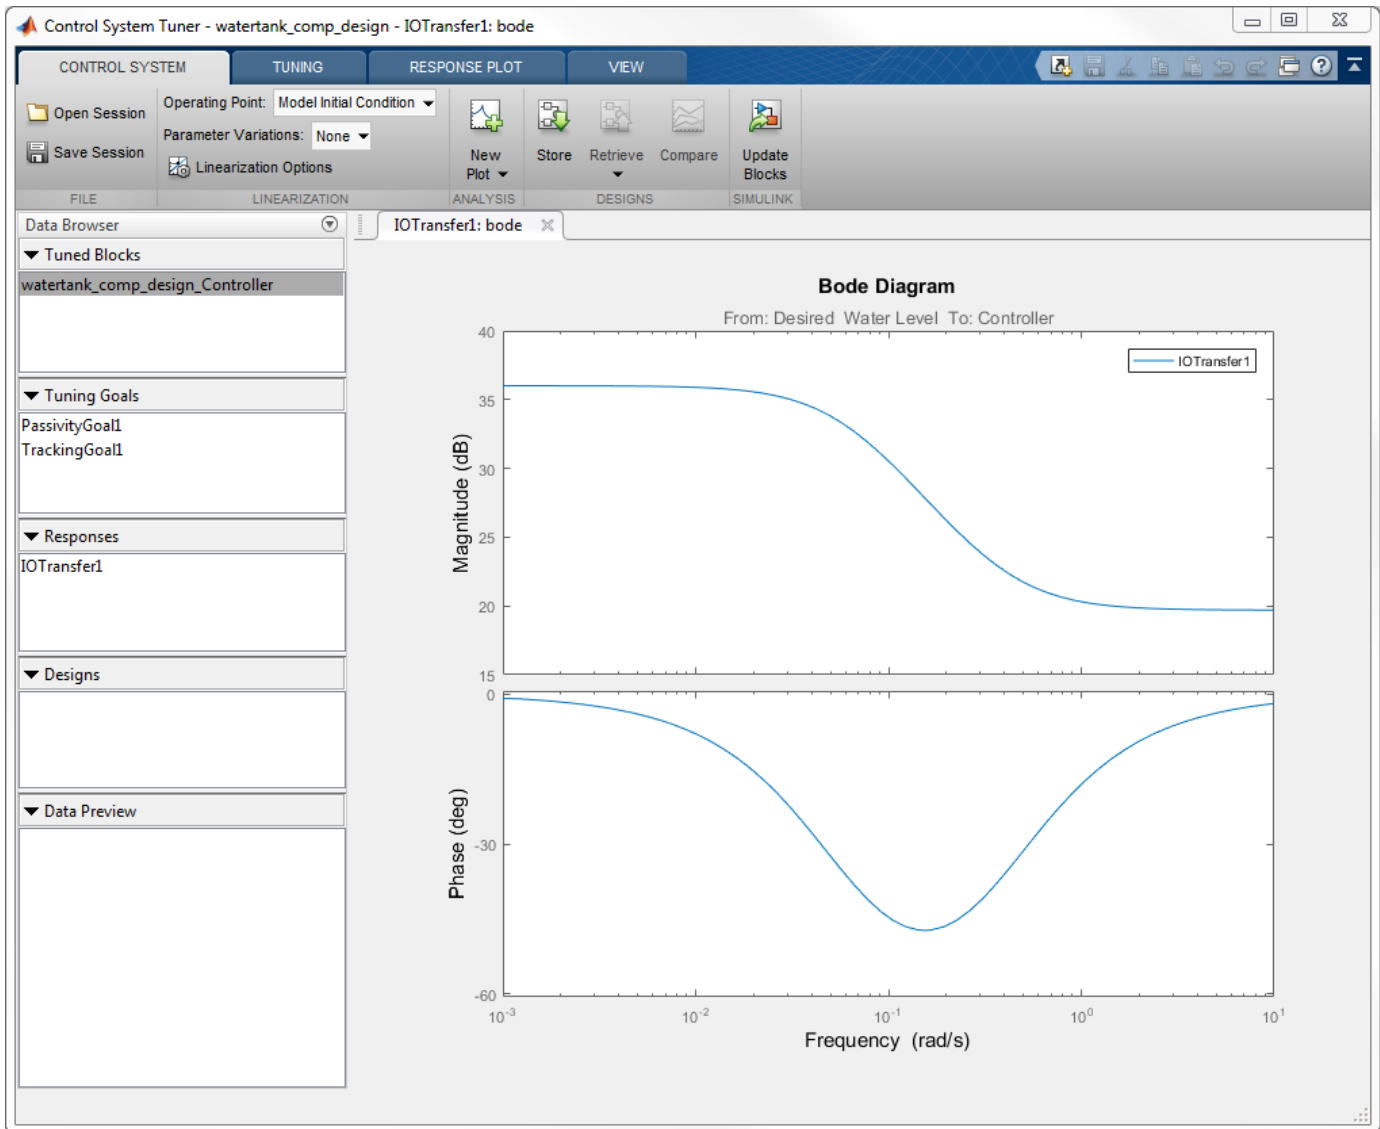 Control System Tuner - watertank_comp_design - IOTransfer1: bode
CONTROL SYSTEM
TUNING
RESPONSE PLOT
VIEW
Open Session
Save Session
FILE
Operating Point: Model Initial Condition
Parameter Variations: None
Linearization Options
LINEARIZATION
New
Plot
ANALYSIS
Store
Retrieve
Compare
DESIGNS
Update
Blocks
SIMULINK
Data Browser
Tuned Blocks
watertank_comp_design_Controller
Tuning Goals
PassivityGoal1
TrackingGoal1
Responses
IOTransfer1
Designs
Data Preview
IOTransfer1: bode
Bode Diagram
From: Desired Water Level To: Controller
IOTransfer1
Magnitude (dB)
40
35
30
25
20
15
Phase (deg)
0
-30
-60
10^-3
10^-2
10^-1
10^0
10^1
Frequency (rad/s)